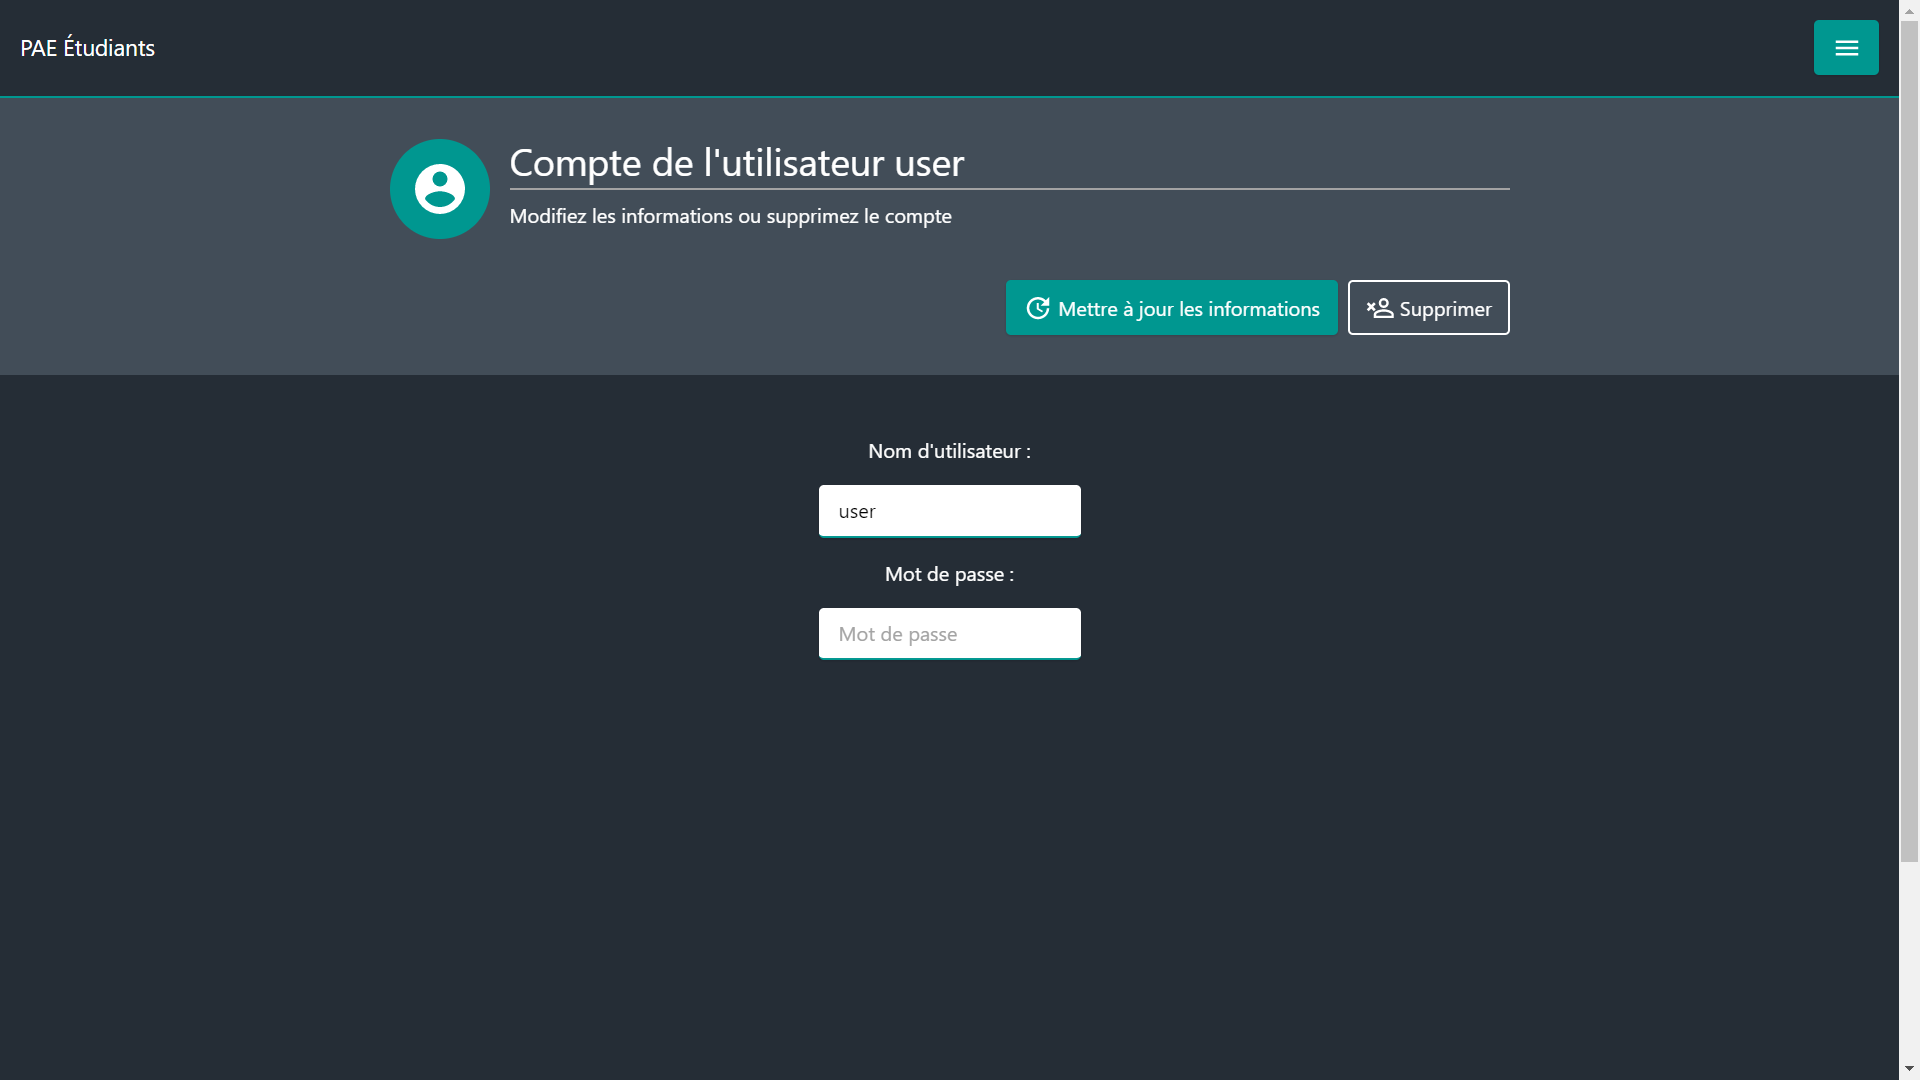 PAE Étudiants
Compte de l'utilisateur user
Modifiez les informations ou supprimez le compte
Mettre à jour les informations
Supprimer
Nom d'utilisateur :
user
Mot de passe :
Mot de passe